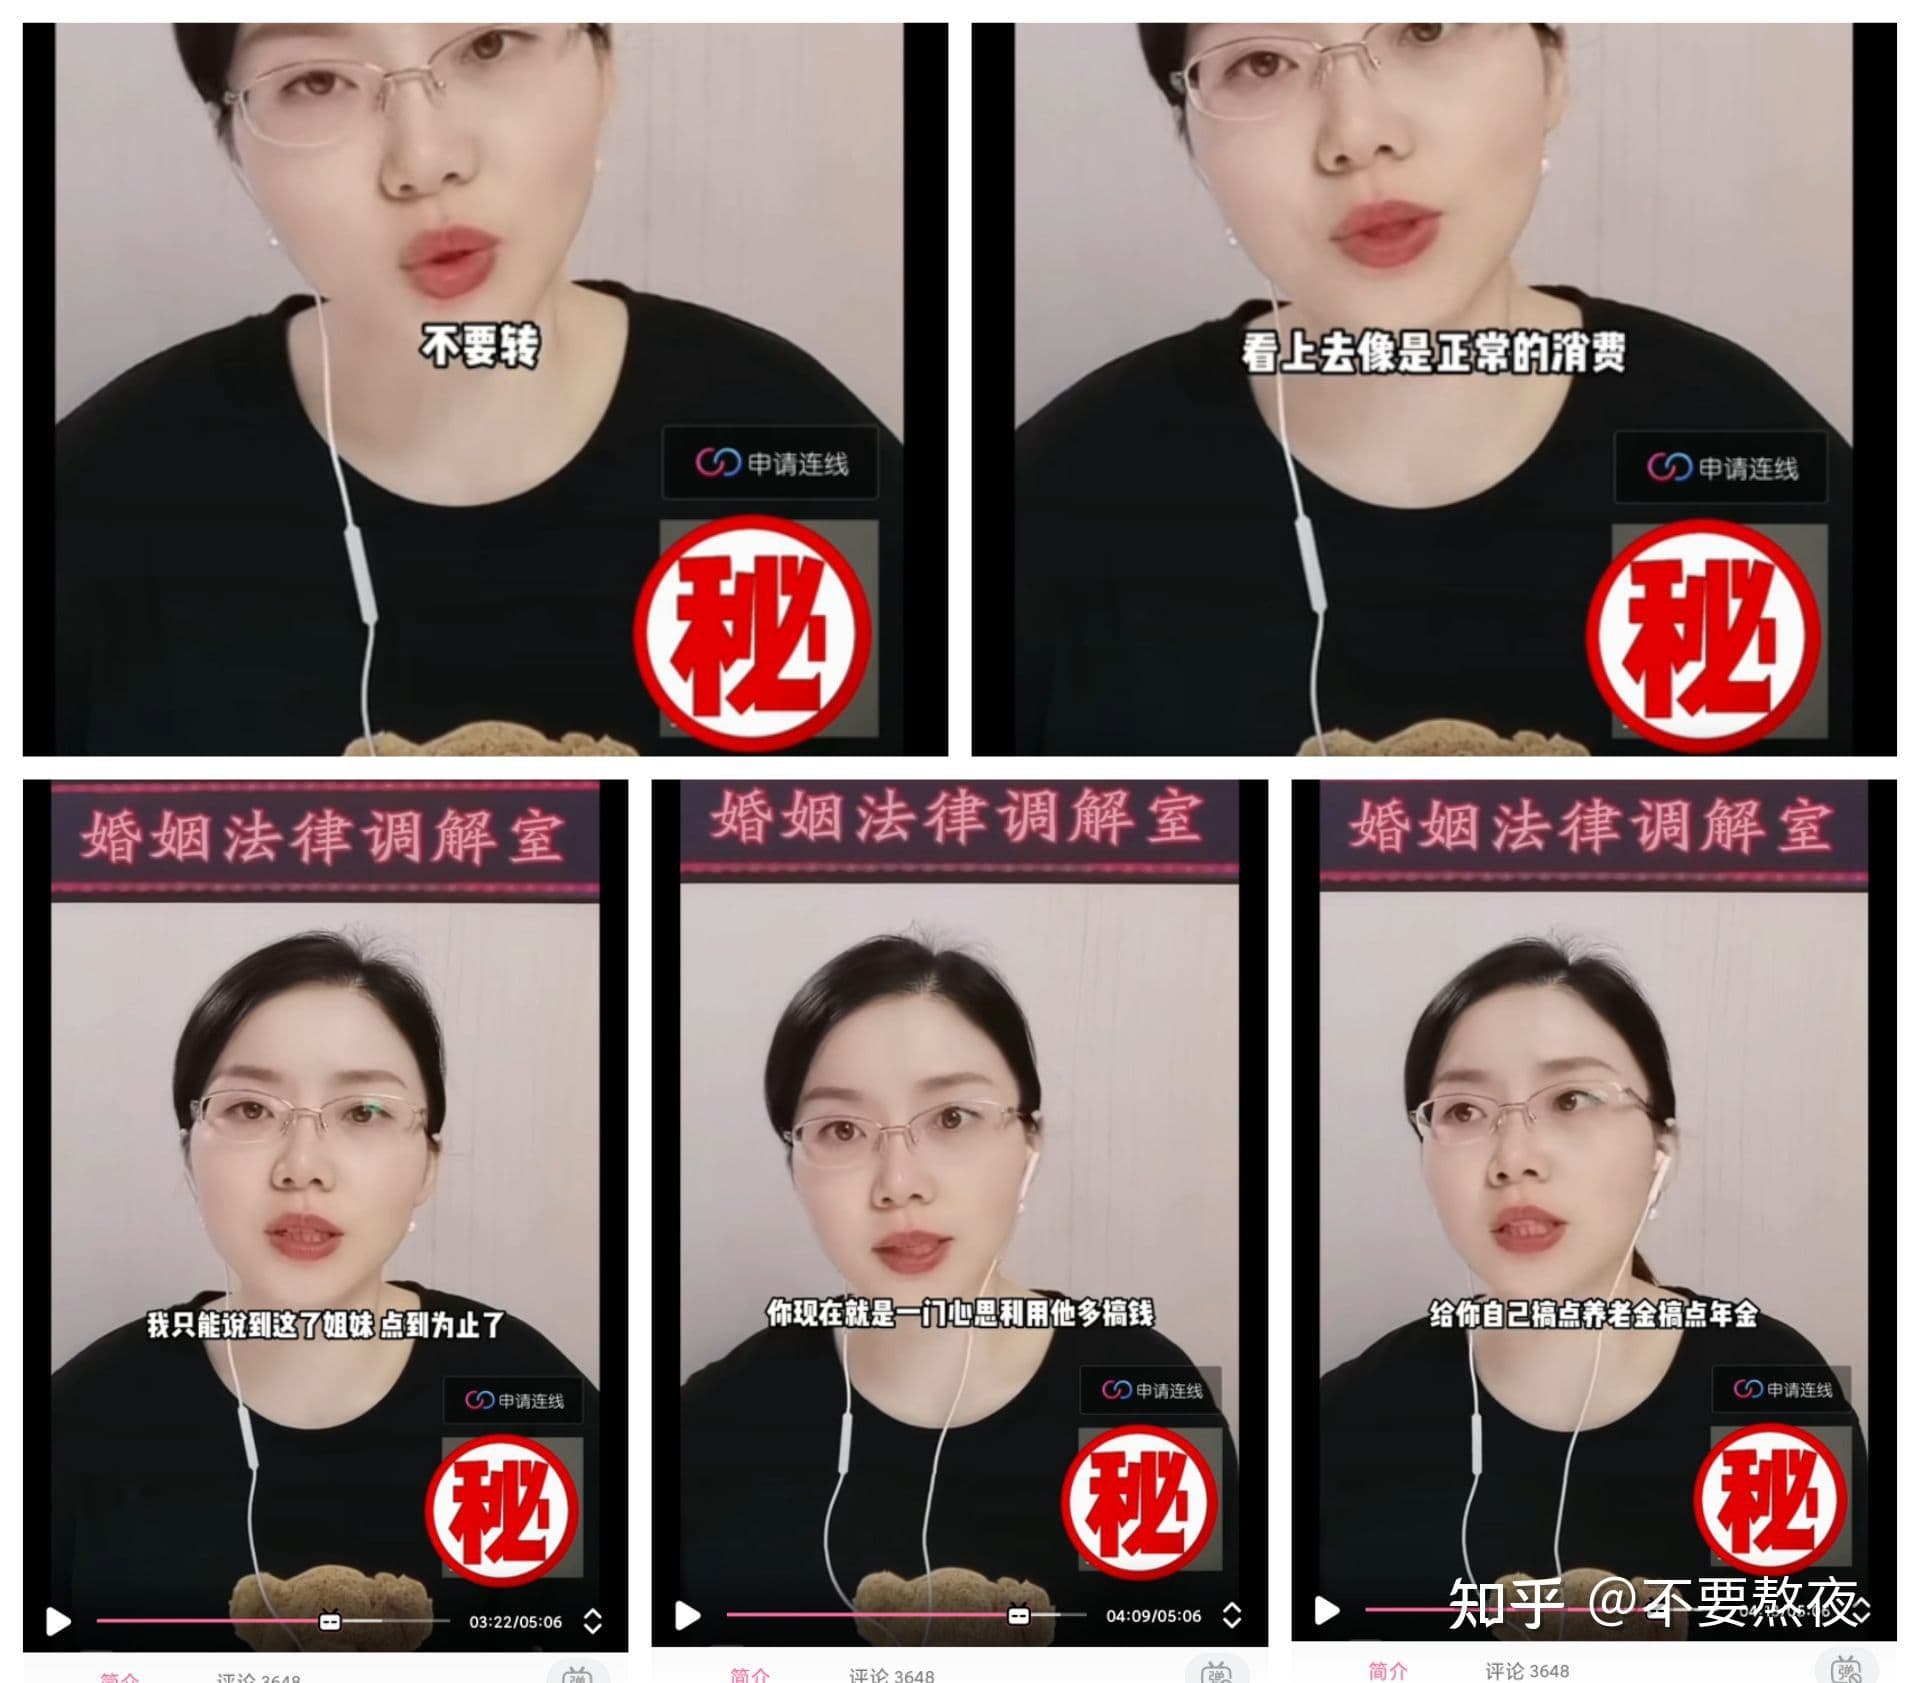 不要转
申请连线
秘
看上去像是正常的消费
申请连线
秘
婚姻法律调解室
我只能说到这了姐妹 点到为止了
申请连线
秘
03:22/05:06
简介
评论 3648
弹
婚姻法律调解室
你现在就是一门心思利用他多搞钱
申请连线
秘
04:09/05:06
简介
评论 3648
弹
婚姻法律调解室
给你自己搞点养老金搞点年金
申请连线
秘
知乎 @不要熬夜
简介
评论 3648
弹